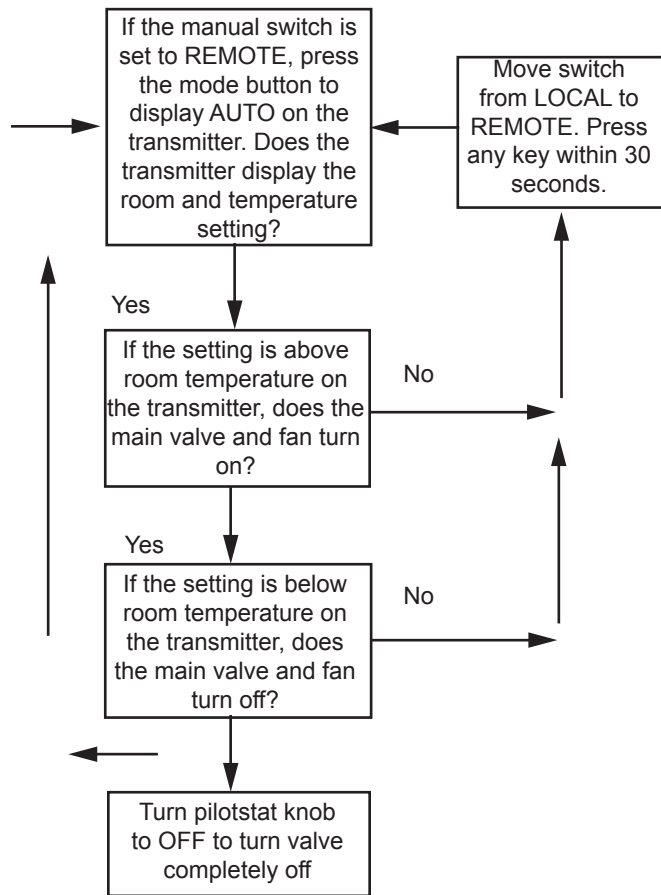 If the manual switch is
set to REMOTE, press
the mode button to
display AUTO on the
transmitter. Does the
transmitter display the
room and temperature
setting?
Move switch
from LOCAL to
REMOTE. Press
any key within 30
seconds.
Yes
If the setting is above
room temperature on
the transmitter, does the
main valve and fan turn
on?
No
Yes
If the setting is below
room temperature on
the transmitter, does
the main valve and fan
turn off?
No
Turn pilotstat knob
to OFF to turn valve
completely off